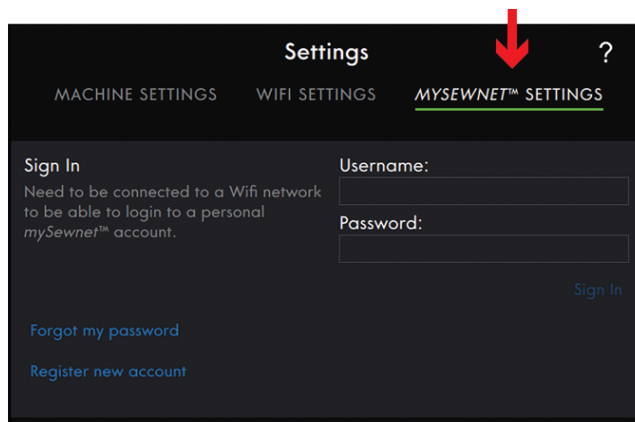 Settings
?
MACHINE SETTINGS WIFI SETTINGS MYSEWNET™ SETTINGS
Sign In
Need to be connected to a Wifi network
to be able to login to a personal
mySewnet™ account.
Username:
Password:
Sign In
Forgot my password
Register new account